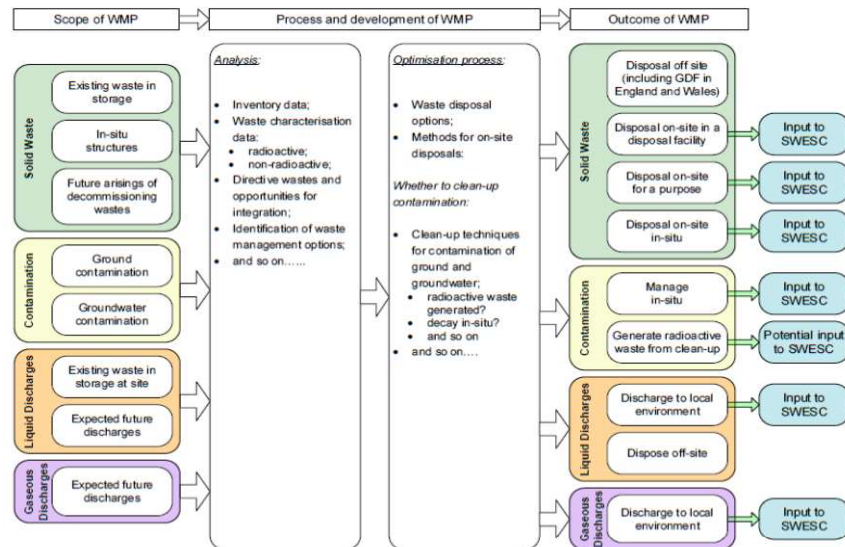 Scope of WMP
Process and development of WMP
Outcome of WMP
Solid Waste
Existing waste in
storage
In-situ
structures
Future arisings of
decommissioning
wastes
Contamination
Ground
contamination
Groundwater
contamination
Liquid Discharges
Existing waste in
storage at site
Expected future
discharges
Gaseous
Discharges
Expected future
discharges
Analysis:
• Inventory data;
• Waste characterisation
data:
• radioactive;
• non-radioactive;
• Directive wastes and
opportunities for
integration;
• Identification of waste
management options;
• and so on…...
Optimisation process:
• Waste disposal
options;
• Methods for on-site
disposals:
Whether to clean-up
contamination:
• Clean-up techniques
for contamination of
ground and
groundwater;
• radioactive waste
generated?
• decay in-situ?
• and so on
• and so on….
Solid Waste
Disposal off site
(including GDF in
England and Wales)
Disposal on-site in a
disposal facility
Input to
SWESC
Disposal on-site
for a purpose
Input to
SWESC
Disposal on-site
in-situ
Input to
SWESC
Contamination
Manage
in-situ
Input to
SWESC
Generate radioactive
waste from clean-up
Potential input
to SWESC
Liquid Discharges
Discharge to local
environment
Input to
SWESC
Dispose off-site
Gaseous
Discharges
Discharge to local
environment
Input to
SWESC